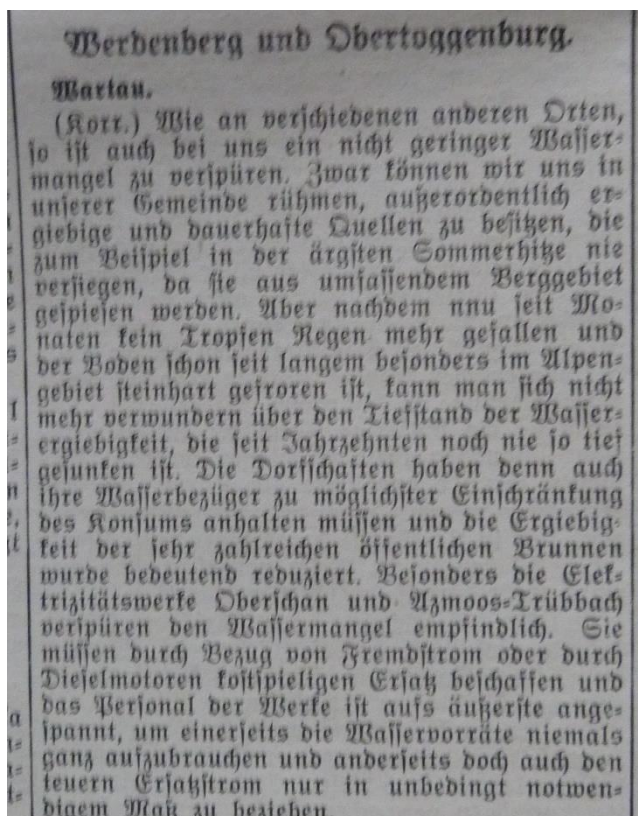 Werdenberg und Obertoggenburg.
Wartau.
(Korr.) Wie an verschiedenen anderen Orten,
so ist auch bei uns ein nicht geringer Wasser-
mangel zu verspüren. Zwar können wir uns in
unserer Gemeinde rühmen, außerordentlich er-
giebige und dauerhafte Quellen zu besitzen, die
zum Beispiel in der ärgsten Sommerhitze nie
versiegen, da sie aus umfassendem Berggebiet
gespiesen werden. Aber nachdem nnu seit Mo-
naten kein Tropfen Regen mehr gefallen und
der Boden schon seit langem besonders im Alpen-
gebiet steinhart gefroren ist, kann man sich nicht
mehr verwundern über den Tiefstand der Wasser-
ergiebigkeit, die seit Jahrzehnten noch nie so tief
gesunken ist. Die Dorfschaften haben denn auch
ihre Wasserbezüger zu möglichster Einschränkung
des Konsums anhalten müssen und die Ergiebig-
keit der sehr zahlreichen öffentlichen Brunnen
wurde bedeutend reduziert. Besonders die Elek-
trizitätswerke Oberschan und Azmoos-Trübbach
verspüren den Wassermangel empfindlich. Sie
müssen durch Bezug von Fremdstrom oder durch
Dieselmotoren kostspieligen Ersatz beschaffen und
das Personal der Werke ist aufs äußerste ange-
spannt, um einerseits die Wasservorräte niemals
ganz aufzubrauchen und anderseits doch auch den
teuern Ersatzstrom nur in unbedingt notwen-
digem Maß zu beziehen